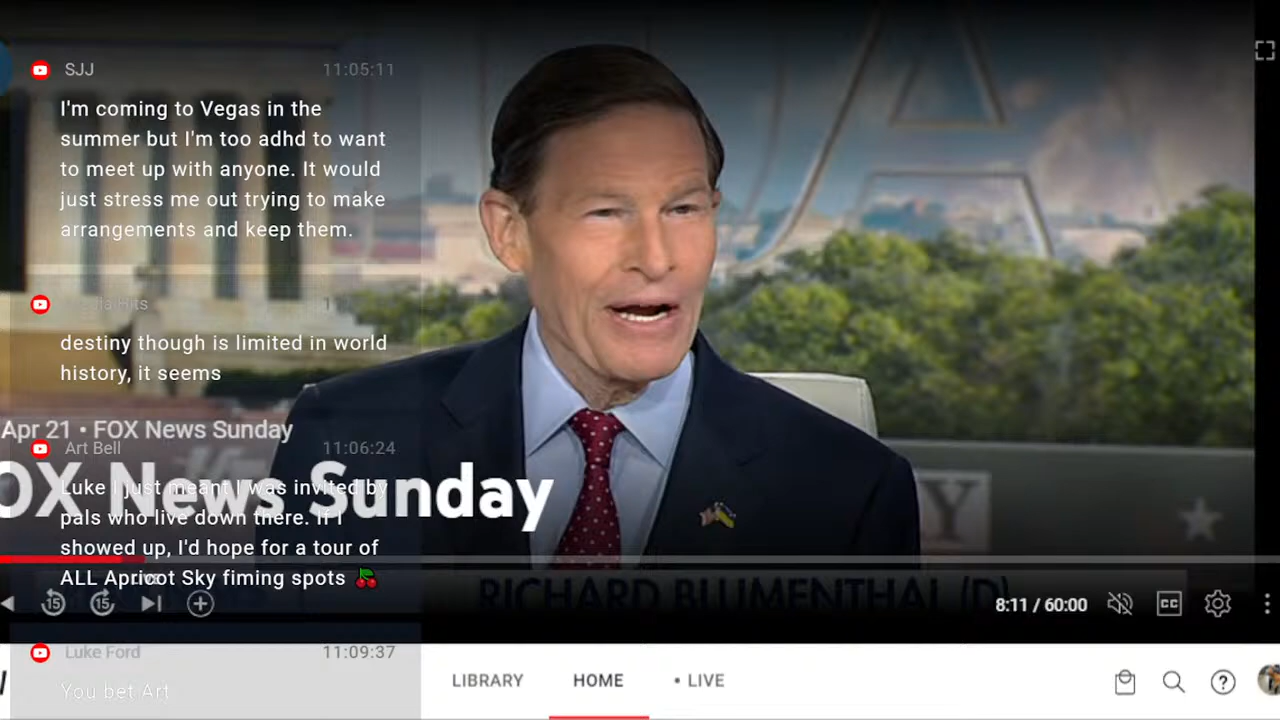 SJJ 11:05:11
I'm coming to Vegas in the
summer but I'm too adhd to want
to meet up with anyone. It would
just stress me out trying to make
arrangements and keep them.
destiny though is limited in world
history, it seems
Apr 21 • FOX News Sunday
Art Bell 11:06:24
OX News Sunday
Luke I just meant I was invited by
pals who live down there. If I
showed up, I'd hope for a tour of
ALL Apricot Sky fiming spots 🍒
15 15
RICHARD BLUMENTHAL (D)
8:11 / 60:00
CC
Luke Ford 11:09:37
You bet Art
LIBRARY HOME • LIVE